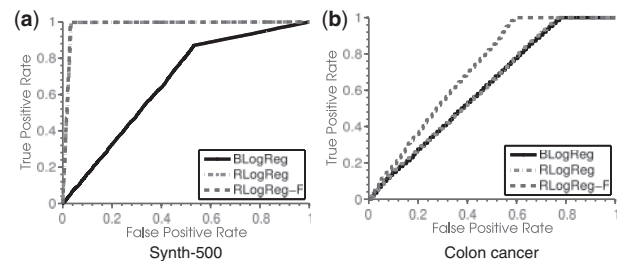 (a)
1
0.8
0.6
0.4
0.2
0
True Positive Rate
BLogReg
RLogReg
RLogReg-F
0 0.2 0.4 0.6 0.8 1
False Positive Rate
Synth-500
(b)
1
0.8
0.6
0.4
0.2
0
True Positive Rate
BLogReg
RLogReg
RLogReg-F
0 0.2 0.4 0.6 0.8 1
False Positive Rate
Colon cancer